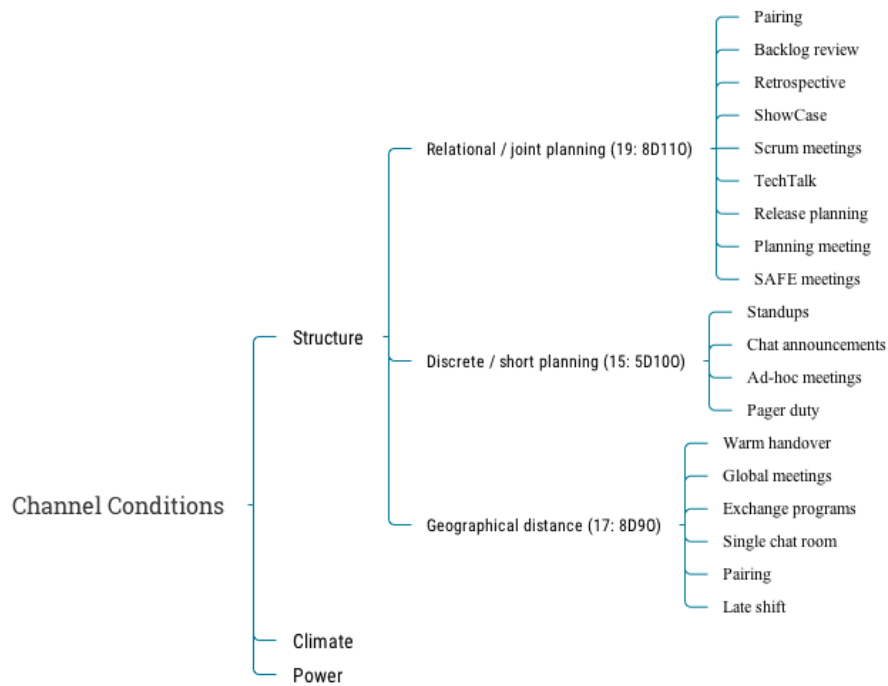 Channel Conditions
Structure
Relational / joint planning (19: 8D11O)
Pairing
Backlog review
Retrospective
ShowCase
Scrum meetings
TechTalk
Release planning
Planning meeting
SAFE meetings
Discrete / short planning (15: 5D10O)
Standups
Chat announcements
Ad-hoc meetings
Pager duty
Geographical distance (17: 8D9O)
Warm handover
Global meetings
Exchange programs
Single chat room
Pairing
Late shift
Climate
Power